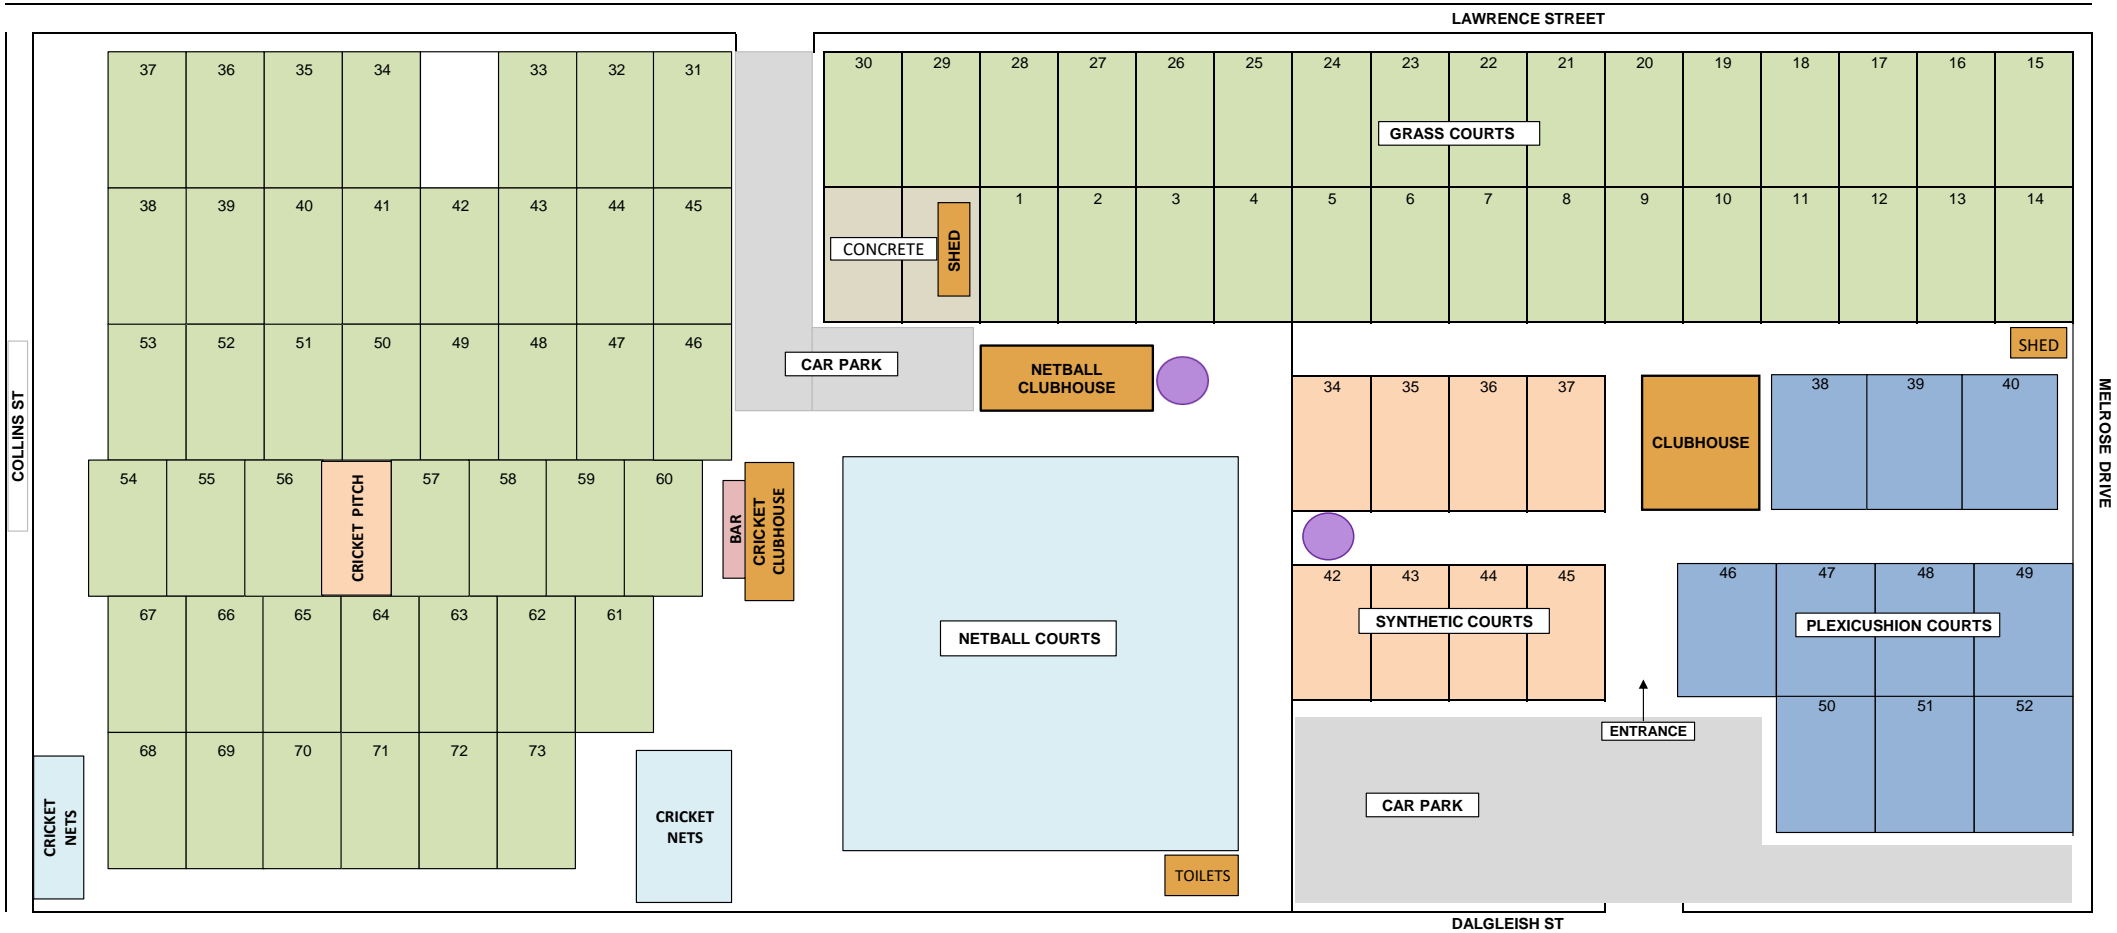 LAWRENCE STREET
37 36 35 34 33 32 31
30 29 28 27 26 25 24 23 22 21 20 19 18 17 16 15
GRASS COURTS
38 39 40 41 42 43 44 45
1 2 3 4 5 6 7 8 9 10 11 12 13 14
CONCRETE
SHED
53 52 51 50 49 48 47 46
CAR PARK
NETBALL
CLUBHOUSE
SHED
34 35 36 37
CLUBHOUSE
38 39 40
COLLINS ST
MELROSE DRIVE
54 55 56
CRICKET PITCH
57 58 59 60
BAR
CRICKET
CLUBHOUSE
42 43 44 45
46 47 48 49
67 66 65 64 63 62 61
NETBALL COURTS
SYNTHETIC COURTS
PLEXICUSHION COURTS
50 51 52
ENTRANCE
68 69 70 71 72 73
CRICKET
NETS
CRICKET
NETS
CAR PARK
TOILETS
DALGLEISH ST